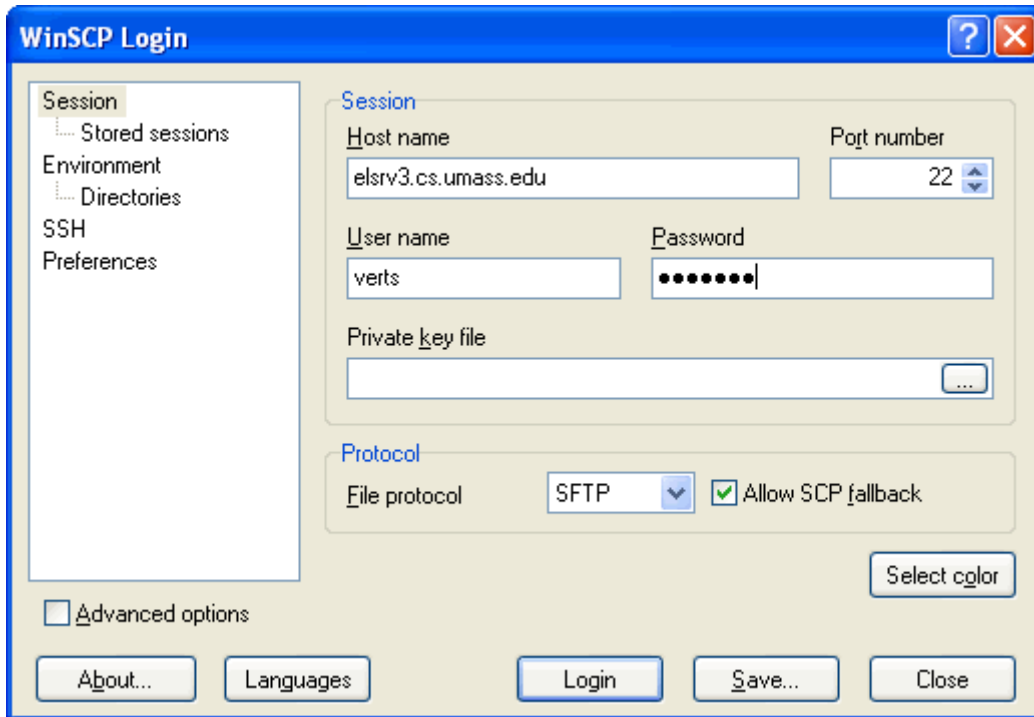 WinSCP Login
Session
Stored sessions
Environment
Directories
SSH
Preferences
Advanced options
Session
Host name
Port number
elsrv3.cs.umass.edu
22
User name
Password
verts
●●●●●●●
Private key file
...
Protocol
File protocol
SFTP
Allow SCP fallback
Select color
About...
Languages
Login
Save...
Close